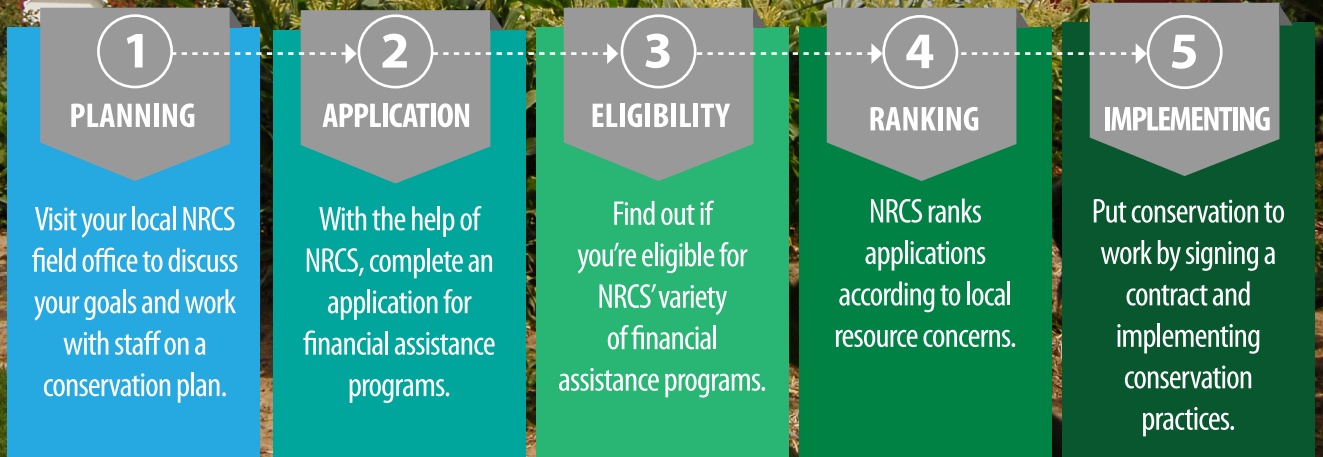 1
PLANNING
Visit your local NRCS
field office to discuss
your goals and work
with staff on a
conservation plan.
2
APPLICATION
With the help of
NRCS, complete an
application for
financial assistance
programs.
3
ELIGIBILITY
Find out if
you’re eligible for
NRCS’ variety
of financial
assistance programs.
4
RANKING
NRCS ranks
applications
according to local
resource concerns.
5
IMPLEMENTING
Put conservation to
work by signing a
contract and
implementing
conservation
practices.